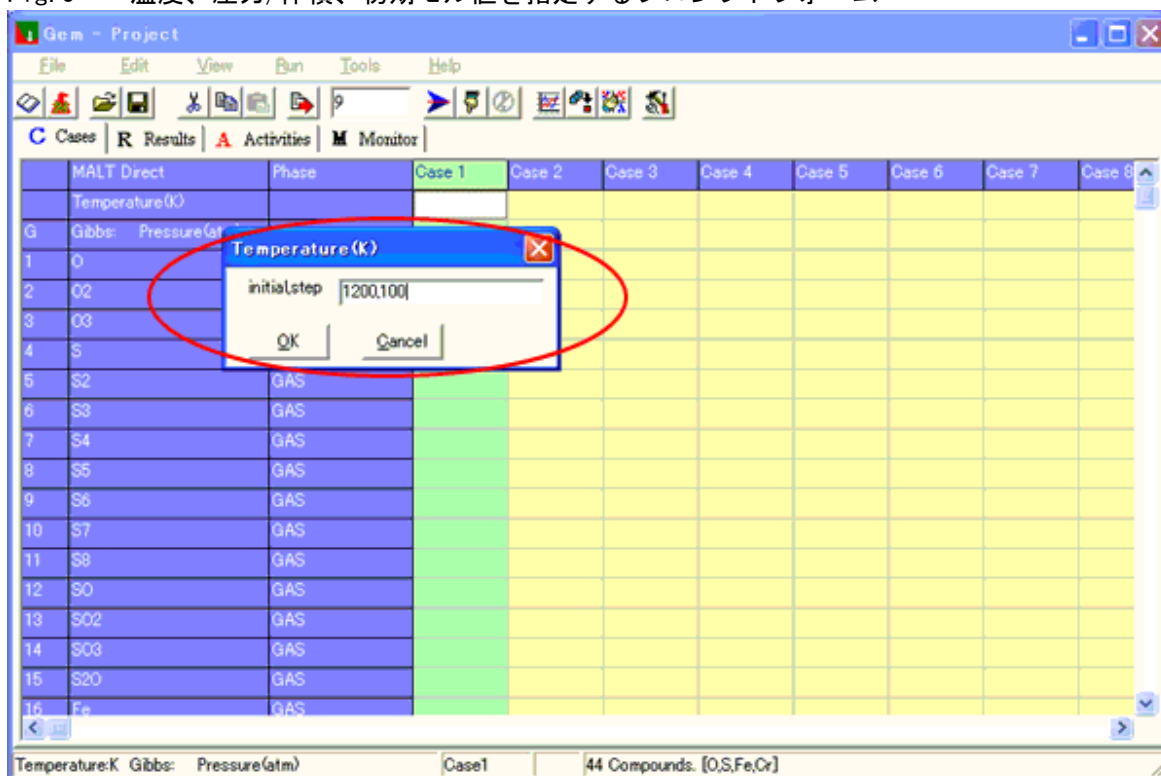 Gem - Project
File Edit View Run Tools Help
9
C Cases R Results A Activities M Monitor
MALT Direct Phase Case 1 Case 2 Case 3 Case 4 Case 5 Case 6 Case 7 Case 8
Temperature(K)
G Gibbs: Pressure(at
Temperature(K)
1 O
initial,step 1200,100
2 O2
3 O3
OK Cancel
4 S
5 S2 GAS
6 S3 GAS
7 S4 GAS
8 S5 GAS
9 S6 GAS
10 S7 GAS
11 S8 GAS
12 SO GAS
13 SO2 GAS
14 SO3 GAS
15 S2O GAS
16 Fe GAS
Temperature:K Gibbs: Pressure(atm) Case1 44 Compounds. [O,S,Fe,Cr]